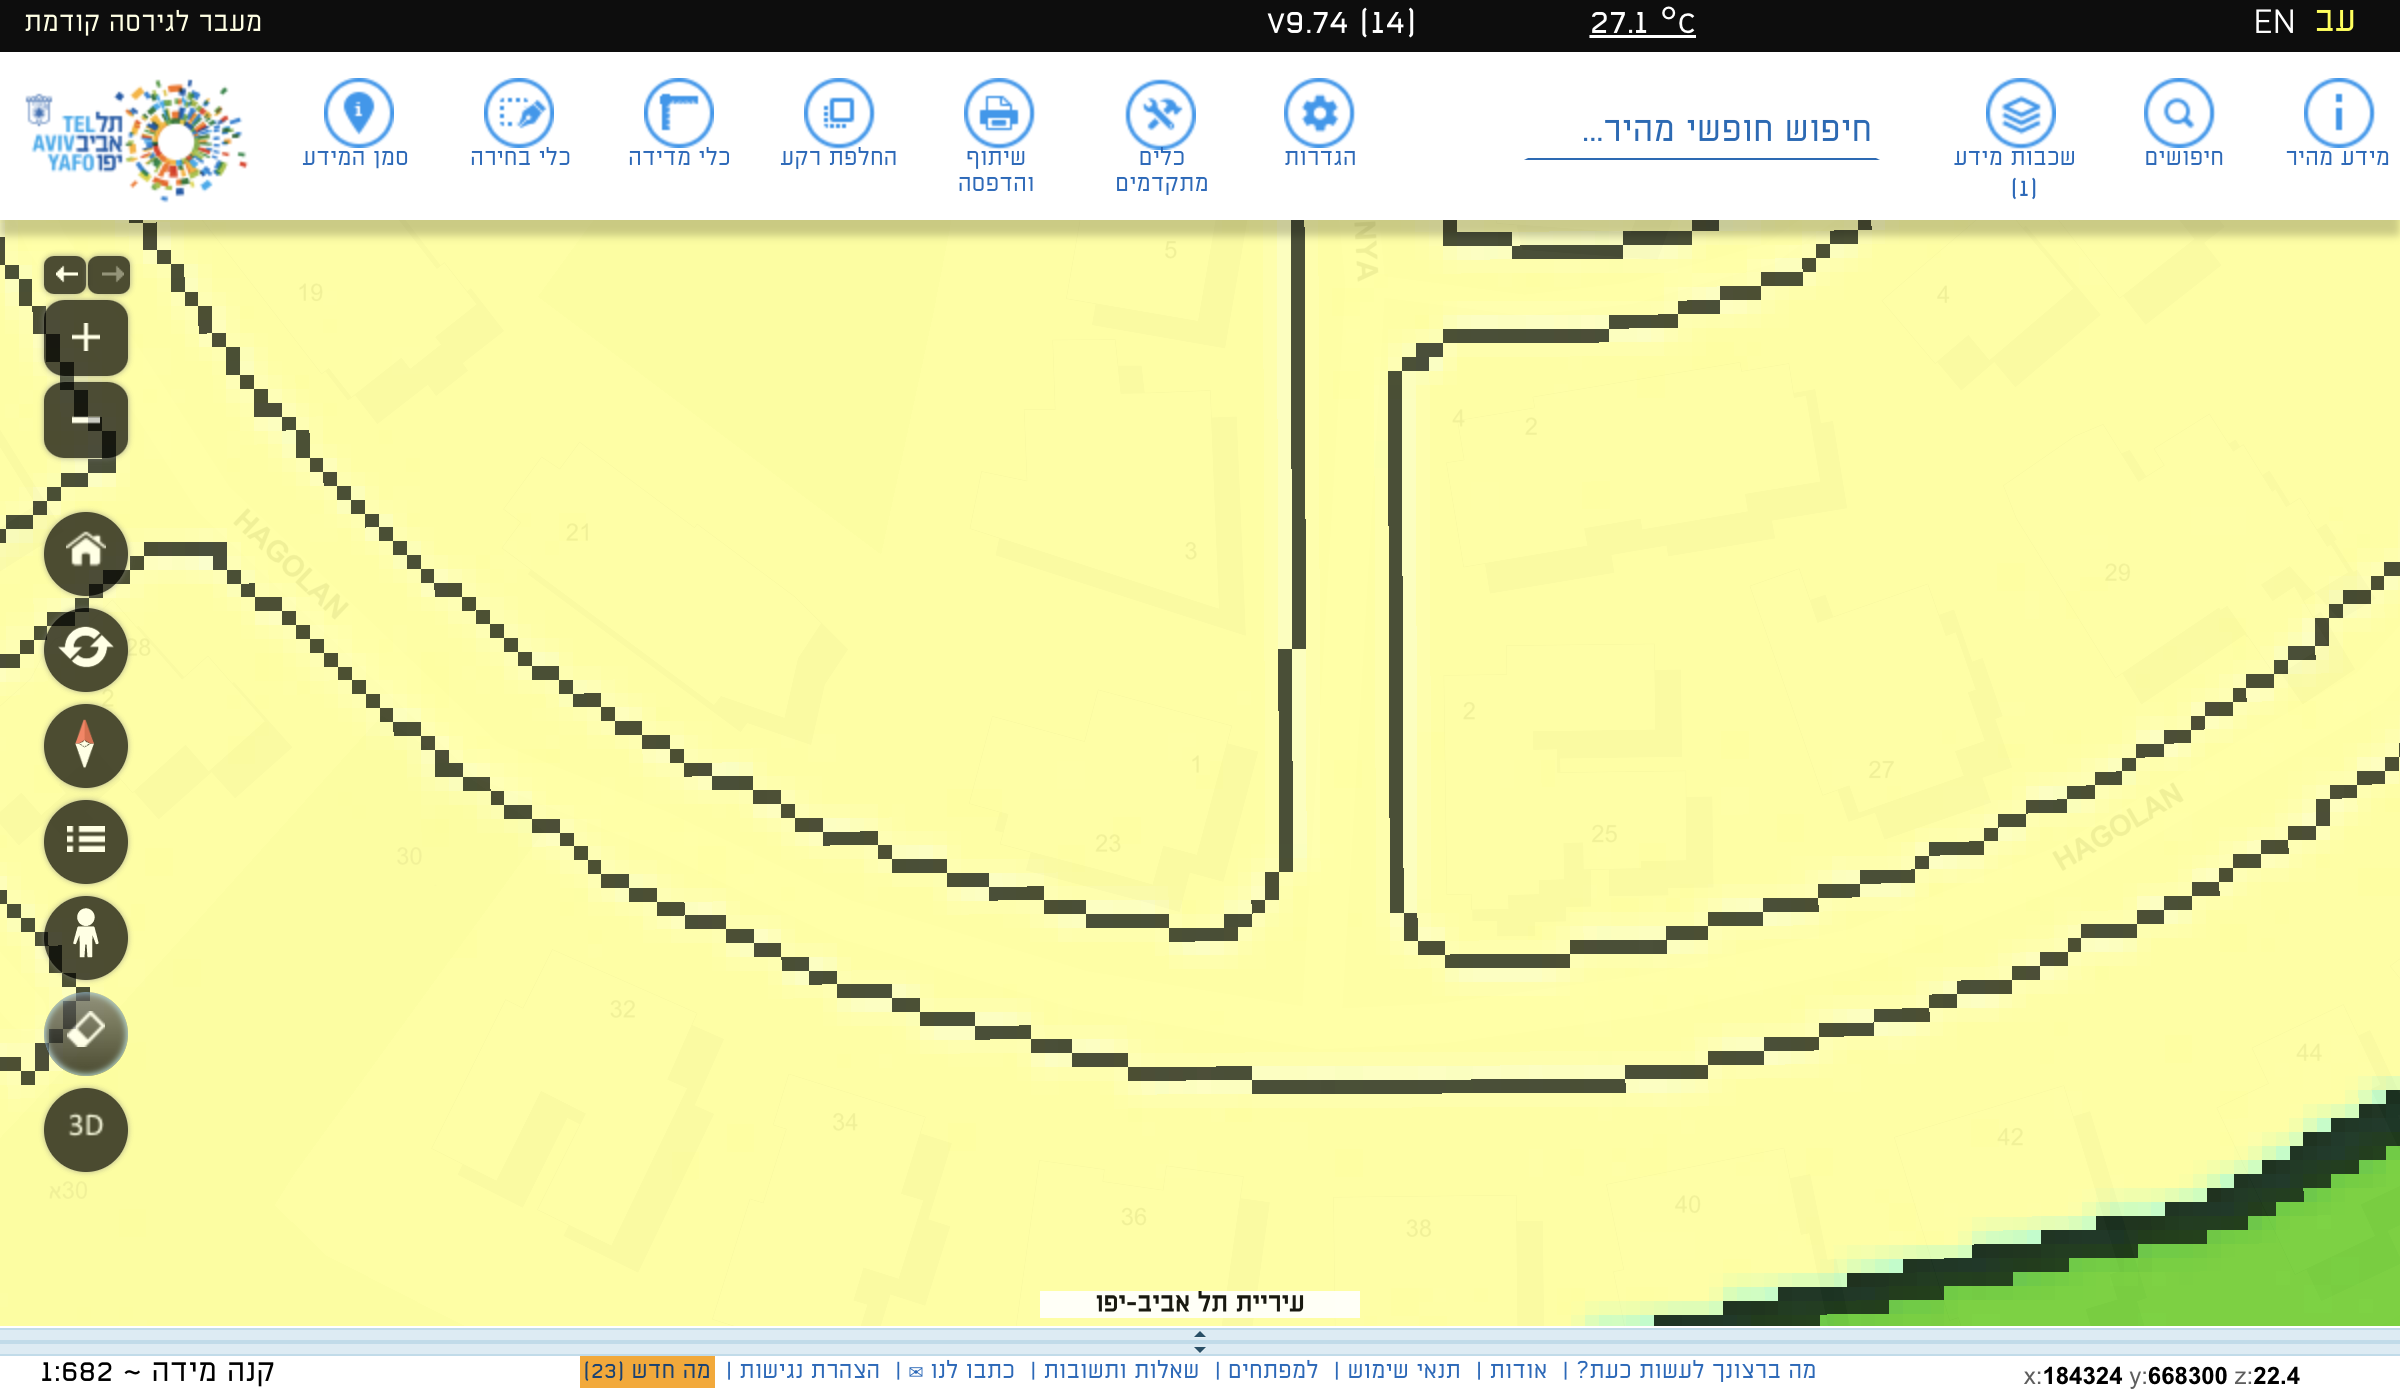 עב EN
27.1 °C
V9.74 (14)
מעבר לגירסה קודמת
מידע מהיר
חיפושים
שכבות מידע
(1)
חיפוש חופשי מהיר...
הגדרות
כלים
מתקדמים
שיתוף
והדפסה
החלפת רקע
כלי מדידה
כלי בחירה
סמן המידע
תל
אביב
יפו
TEL
AVIV
YAFO
NYA
5
19
4
4
2
21
3
29
HAGOLAN
28
2
2
1
27
HAGOLAN
23
25
30
32
44
34
42
3D
30א
36
38
40
עיריית תל אביב-יפו
מה ברצונך לעשות כעת? | אודות | תנאי שימוש | למפתחים | שאלות ותשובות | כתבו לנו ✉ | הצהרת נגישות | מה חדש (23)
קנה מידה ~ 1:682
x:184324 y:668300 z:22.4